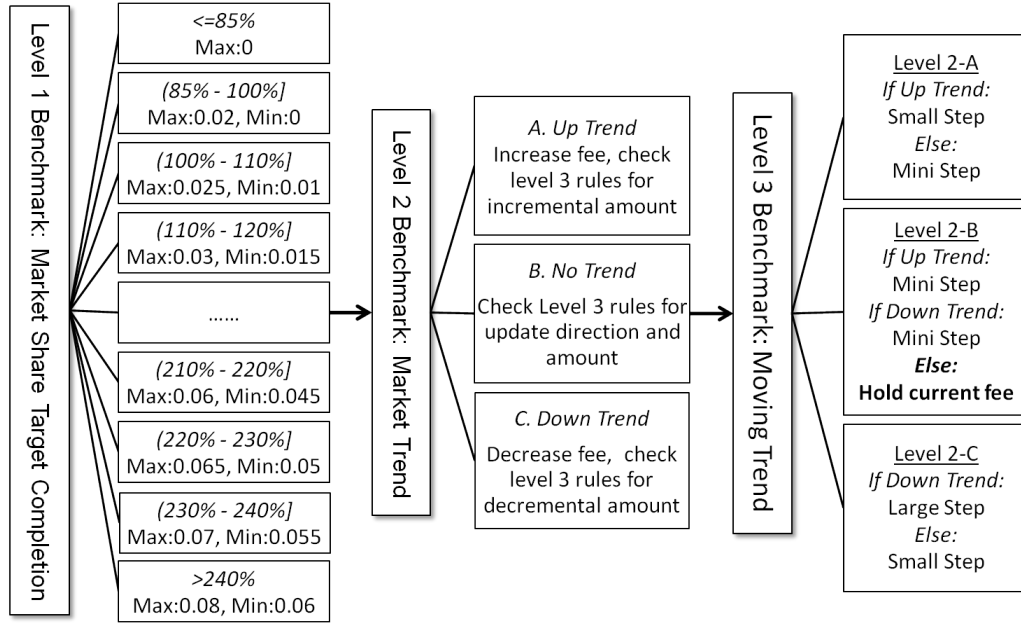 Level 1 Benchmark: Market Share Target Completion
<=85%
Max:0
(85% - 100%]
Max:0.02, Min:0
(100% - 110%]
Max:0.025, Min:0.01
(110% - 120%]
Max:0.03, Min:0.015
......
(210% - 220%]
Max:0.06, Min:0.045
(220% - 230%]
Max:0.065, Min:0.05
(230% - 240%]
Max:0.07, Min:0.055
>240%
Max:0.08, Min:0.06
Level 2 Benchmark: Market Trend
A. Up Trend
Increase fee, check
level 3 rules for
incremental amount
B. No Trend
Check Level 3 rules for
update direction and
amount
C. Down Trend
Decrease fee, check
level 3 rules for
decremental amount
Level 3 Benchmark: Moving Trend
Level 2-A
If Up Trend:
Small Step
Else:
Mini Step
Level 2-B
If Up Trend:
Mini Step
If Down Trend:
Mini Step
Else:
Hold current fee
Level 2-C
If Down Trend:
Large Step
Else:
Small Step